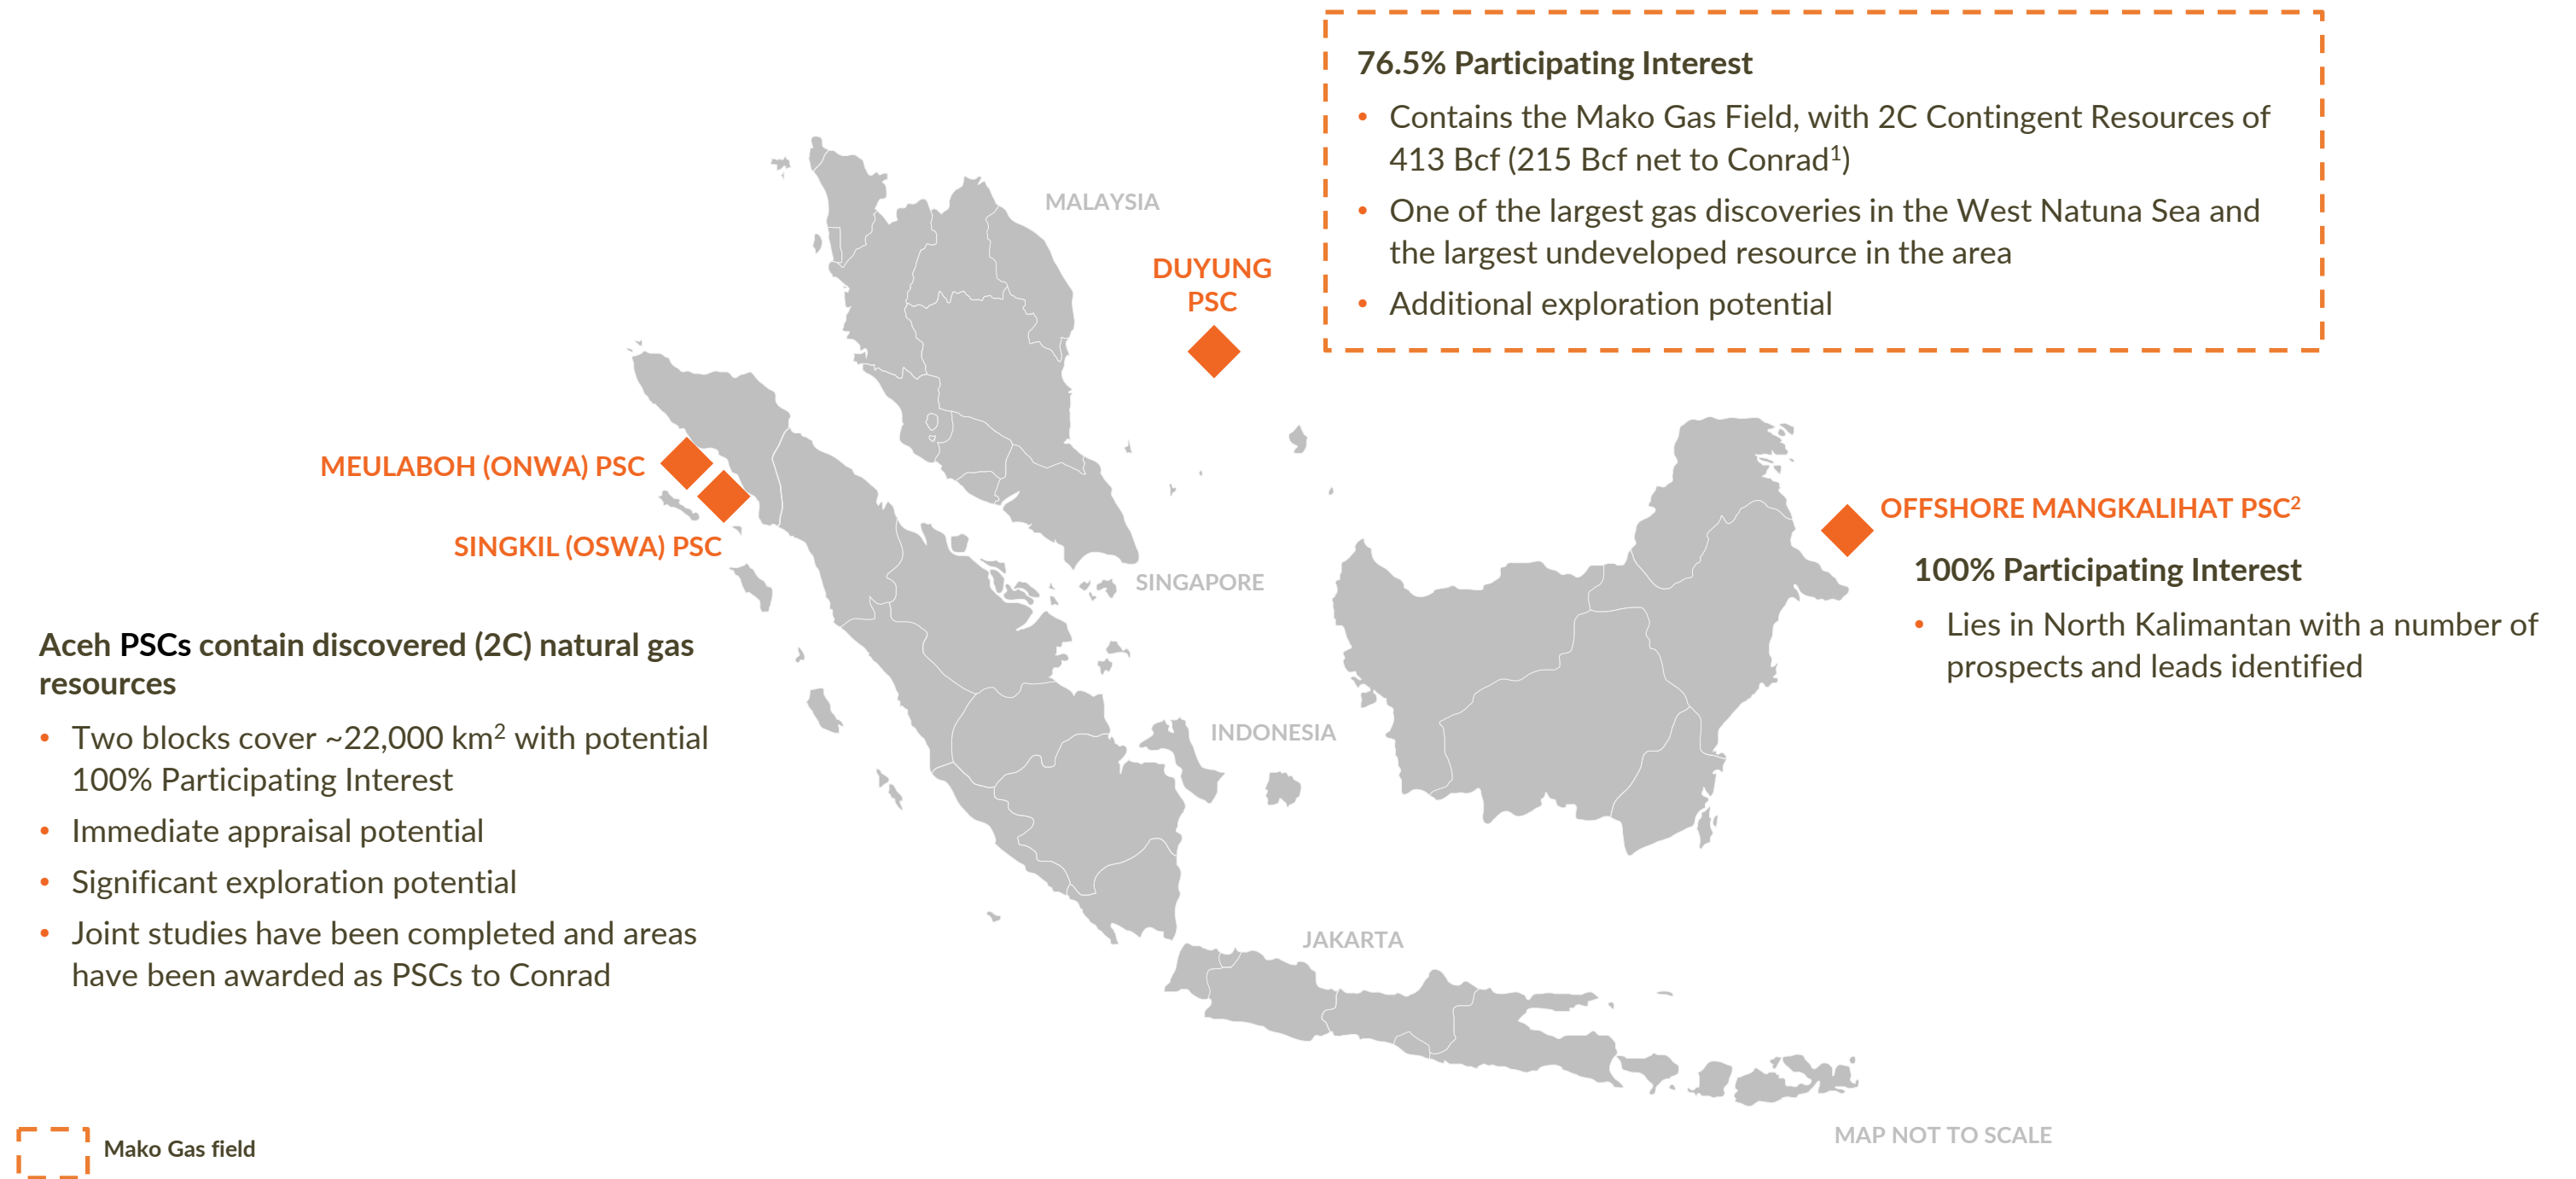 76.5% Participating Interest
• Contains the Mako Gas Field, with 2C Contingent Resources of
413 Bcf (215 Bcf net to Conrad¹)
• One of the largest gas discoveries in the West Natuna Sea and
the largest undeveloped resource in the area
• Additional exploration potential
MALAYSIA
DUYUNG
PSC
MEULABOH (ONWA) PSC
SINGKIL (OSWA) PSC
OFFSHORE MANGKALIHAT PSC²
100% Participating Interest
• Lies in North Kalimantan with a number of
prospects and leads identified
SINGAPORE
Aceh PSCs contain discovered (2C) natural gas
resources
• Two blocks cover ~22,000 km² with potential
100% Participating Interest
• Immediate appraisal potential
• Significant exploration potential
• Joint studies have been completed and areas
have been awarded as PSCs to Conrad
INDONESIA
JAKARTA
MAP NOT TO SCALE
Mako Gas field